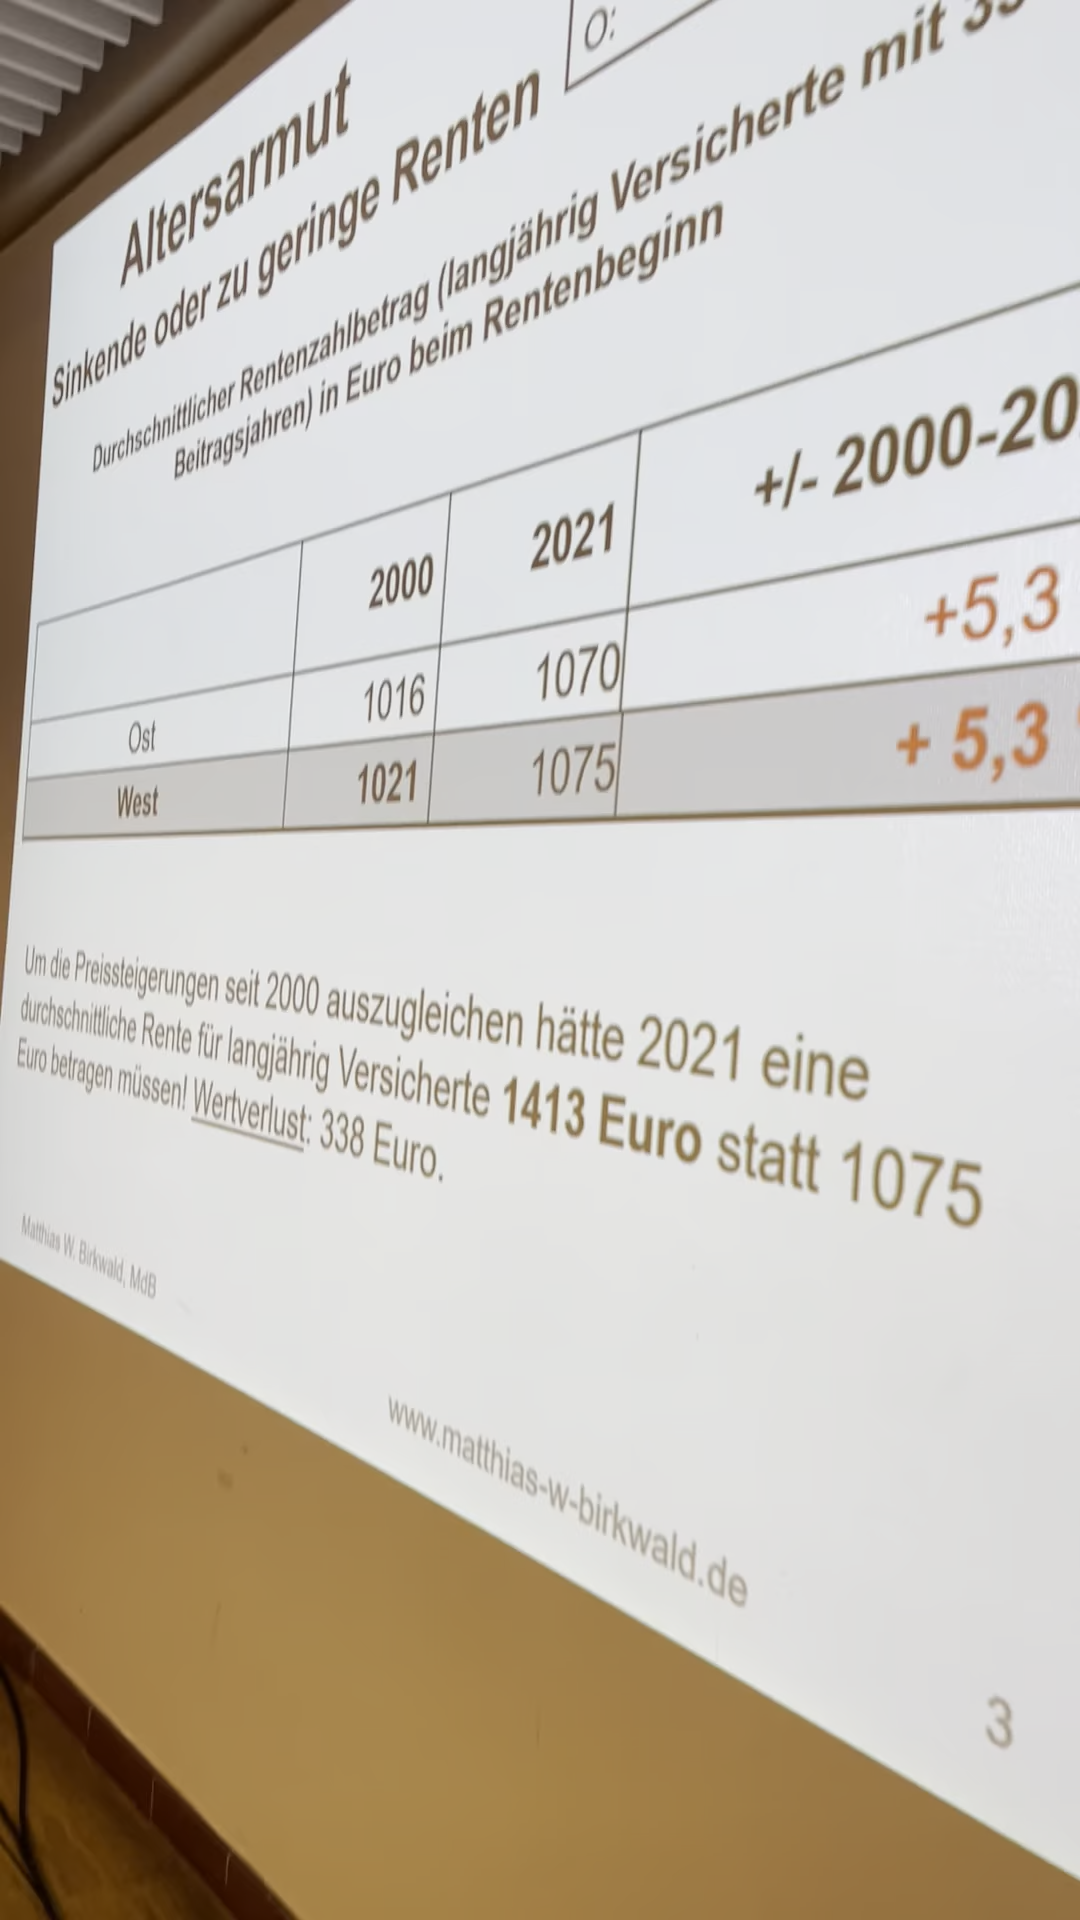 O:
Altersarmut
Sinkende oder zu geringe Renten
Durchschnittlicher Rentenzahlbetrag (langjährig Versicherte mit
Beitragsjahren) in Euro beim Rentenbeginn
2000 2021 +/- 2000-20
Ost 1016 1070 +5,3
West 1021 1075 + 5,3
Um die Preissteigerungen seit 2000 auszugleichen hätte 2021 eine
durchschnittliche Rente für langjährig Versicherte 1413 Euro statt 1075
Euro betragen müssen! Wertverlust: 338 Euro.
Matthias W. Birkwald, MdB
www.matthias-w-birkwald.de
3